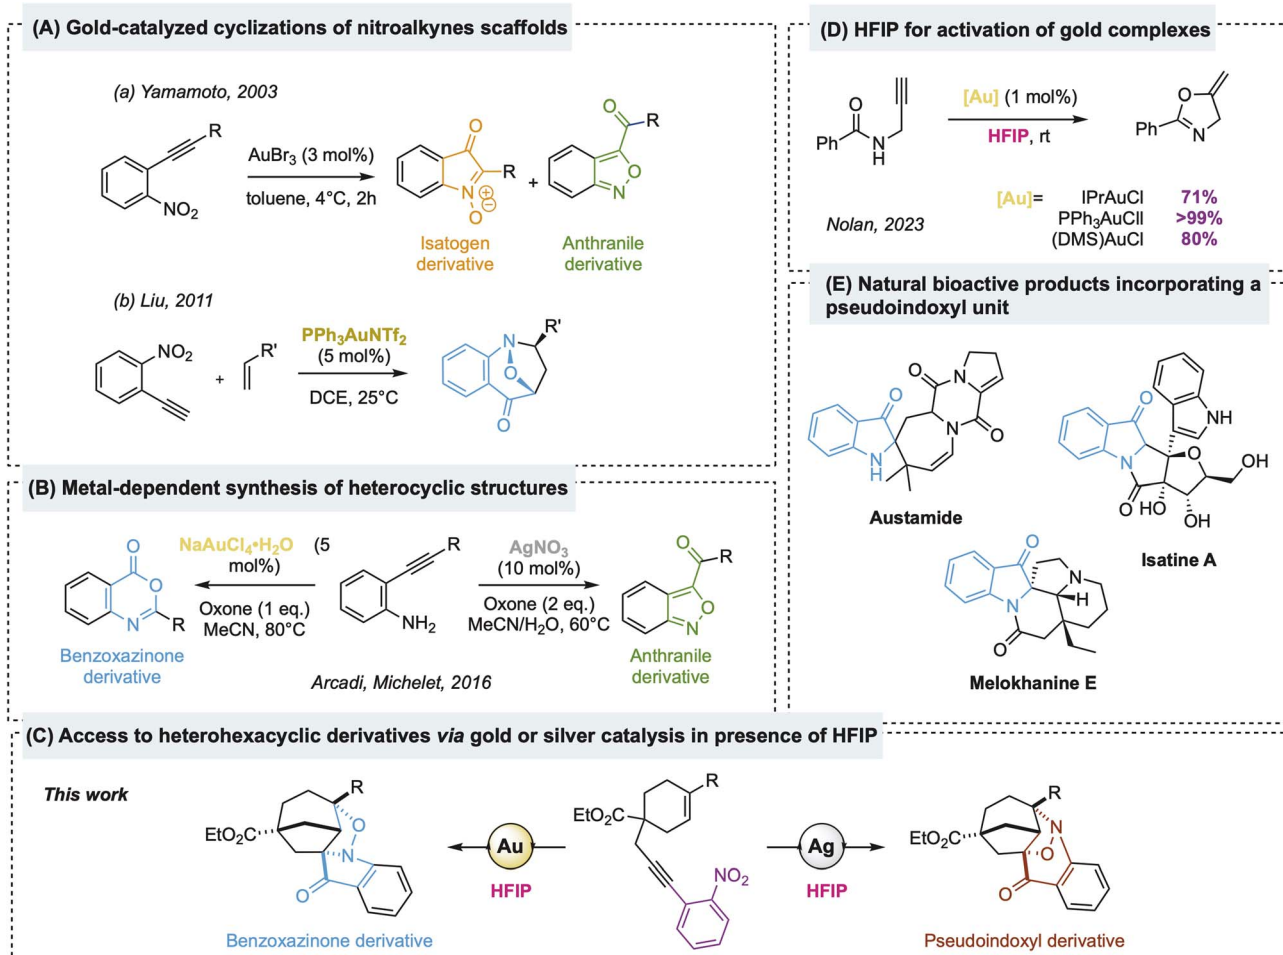 (A) Gold-catalyzed cyclizations of nitroalkynes scaffolds
(a) Yamamoto, 2003
R
NO2
AuBr3 (3 mol%)
toluene, 4°C, 2h
O
R
N
⊕
⊖
O
Isatogen
derivative
+
O
R
O
N
Anthranile
derivative
(b) Liu, 2011
NO2
+
R'
PPh3AuNTf2
(5 mol%)
DCE, 25°C
N
R'
O
O
(B) Metal-dependent synthesis of heterocyclic structures
O
O
N
R
Benzoxazinone
derivative
NaAuCl4•H2O (5
mol%)
Oxone (1 eq.)
MeCN, 80°C
R
NH2
AgNO3
(10 mol%)
Oxone (2 eq.)
MeCN/H2O, 60°C
O
R
O
N
Anthranile
derivative
Arcadi, Michelet, 2016
(D) HFIP for activation of gold complexes
O
Ph
N
H
[Au] (1 mol%)
HFIP, rt
O
Ph
N
[Au]=
IPrAuCl 71%
PPh3AuCll >99%
(DMS)AuCl 80%
Nolan, 2023
(E) Natural bioactive products incorporating a
pseudoindoxyl unit
O
N
H
O
N
N
O
Austamide
O
N
NH
O
O
HO
OH
OH
Isatine A
O
N
N
H
O
Melokhanine E
(C) Access to heterohexacyclic derivatives via gold or silver catalysis in presence of HFIP
This work
R
EtO2C
O
N
O
Benzoxazinone derivative
Au
HFIP
R
EtO2C
NO2
Ag
HFIP
R
EtO2C
N
O
O
Pseudoindoxyl derivative